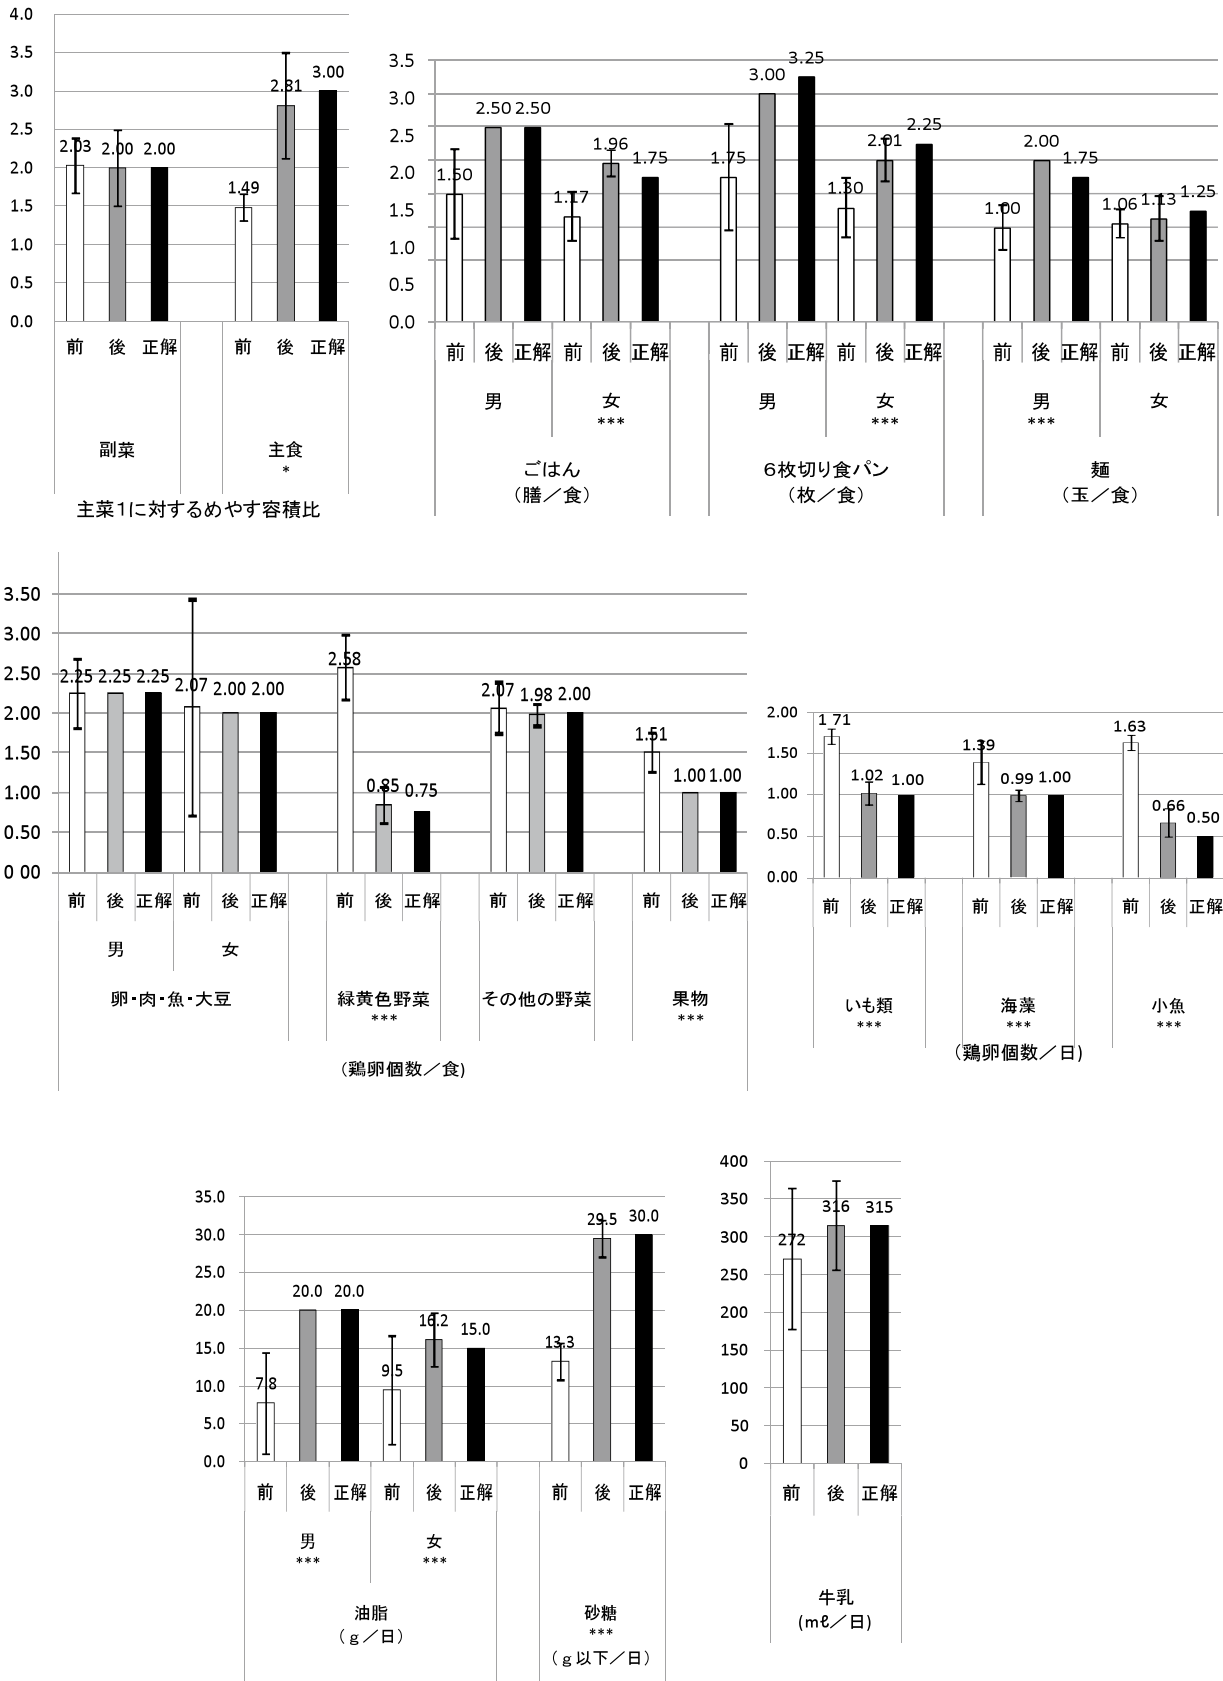 4.0
3.5
3.0
2.5
2.0
1.5
1.0
0.5
0.0
2.03 2.00 2.00 1.49 2.81 3.00
前 後 正解 前 後 正解
副菜 主食
*
主菜1に対するめやす容積比
3.5
3.0
2.5
2.0
1.5
1.0
0.5
0.0
1.50 2.50 2.50 1.17 1.96 1.75 1.75 3.00 3.25 1.30 2.01 2.25 1.00 2.00 1.75 1.06 1.13 1.25
前 後 正解 前 後 正解 前 後 正解 前 後 正解 前 後 正解 前 後 正解
男 女 男 女 男 女
*** *** ***
ごはん 6枚切り食パン 麺
(膳/食) (枚/食) (玉/食)
3.50
3.00
2.50
2.00
1.50
1.00
0.50
0 00
2.25 2.25 2.25 2.07 2.00 2.00 2.58 0.85 0.75 2.07 1.98 2.00 1.51 1.00 1.00
前 後 正解 前 後 正解 前 後 正解 前 後 正解 前 後 正解
男 女
卵・肉・魚・大豆 緑黄色野菜 その他の野菜 果物
*** ***
(鶏卵個数/食)
2.00
1.50
1.00
0.50
0.00
1 71 1.02 1.00 1.39 0.99 1.00 1.63 0.66 0.50
前 後 正解 前 後 正解 前 後 正解
いも類 海藻 小魚
*** *** ***
(鶏卵個数/日)
35.0
30.0
25.0
20.0
15.0
10.0
5.0
0.0
7.8 20.0 20.0 9.5 16.2 15.0 13.3 29.5 30.0
前 後 正解 前 後 正解 前 後 正解
男 女
*** ***
油脂 砂糖
(g/日) ***
(g以下/日)
400
350
300
250
200
150
100
50
0
272 316 315
前 後 正解
牛乳
(mℓ/日)